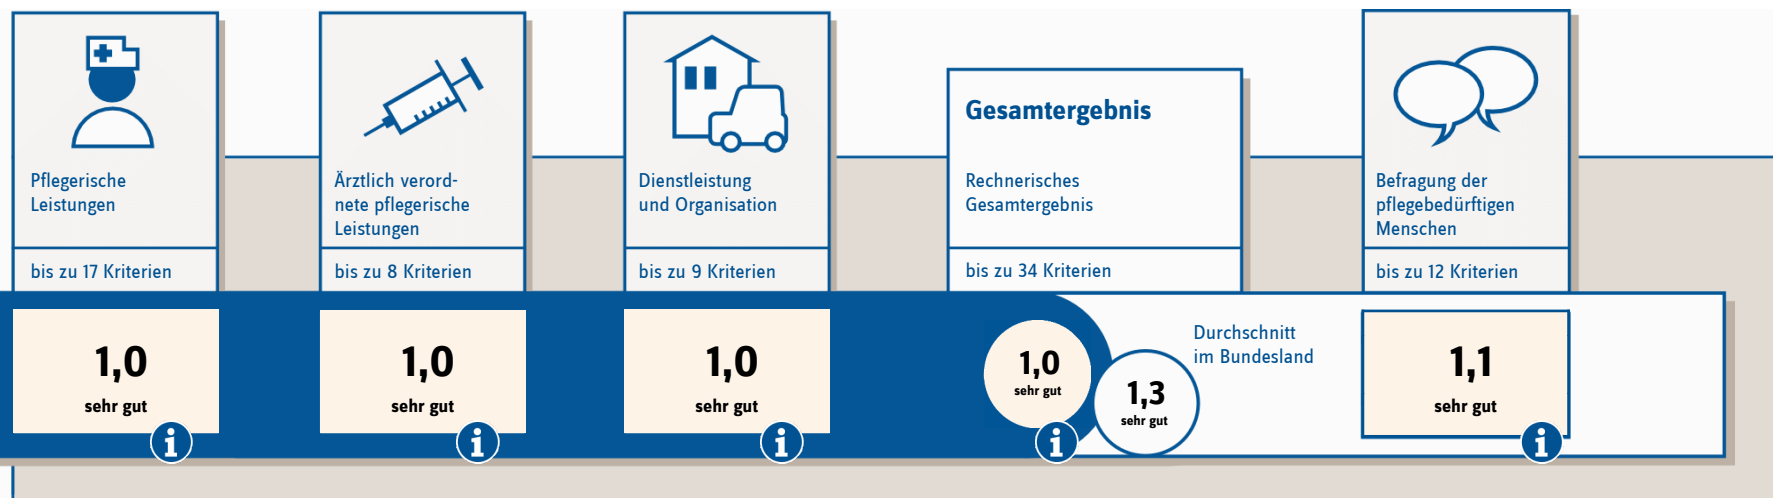 Pflegerische
Leistungen
bis zu 17 Kriterien
1,0
sehr gut
i
Ärztlich verord-
nete pflegerische
Leistungen
bis zu 8 Kriterien
1,0
sehr gut
i
Dienstleistung
und Organisation
bis zu 9 Kriterien
1,0
sehr gut
i
Gesamtergebnis
Rechnerisches
Gesamtergebnis
bis zu 34 Kriterien
1,0
sehr gut
i
1,3
sehr gut
Durchschnitt
im Bundesland
Befragung der
pflegebedürftigen
Menschen
bis zu 12 Kriterien
1,1
sehr gut
i